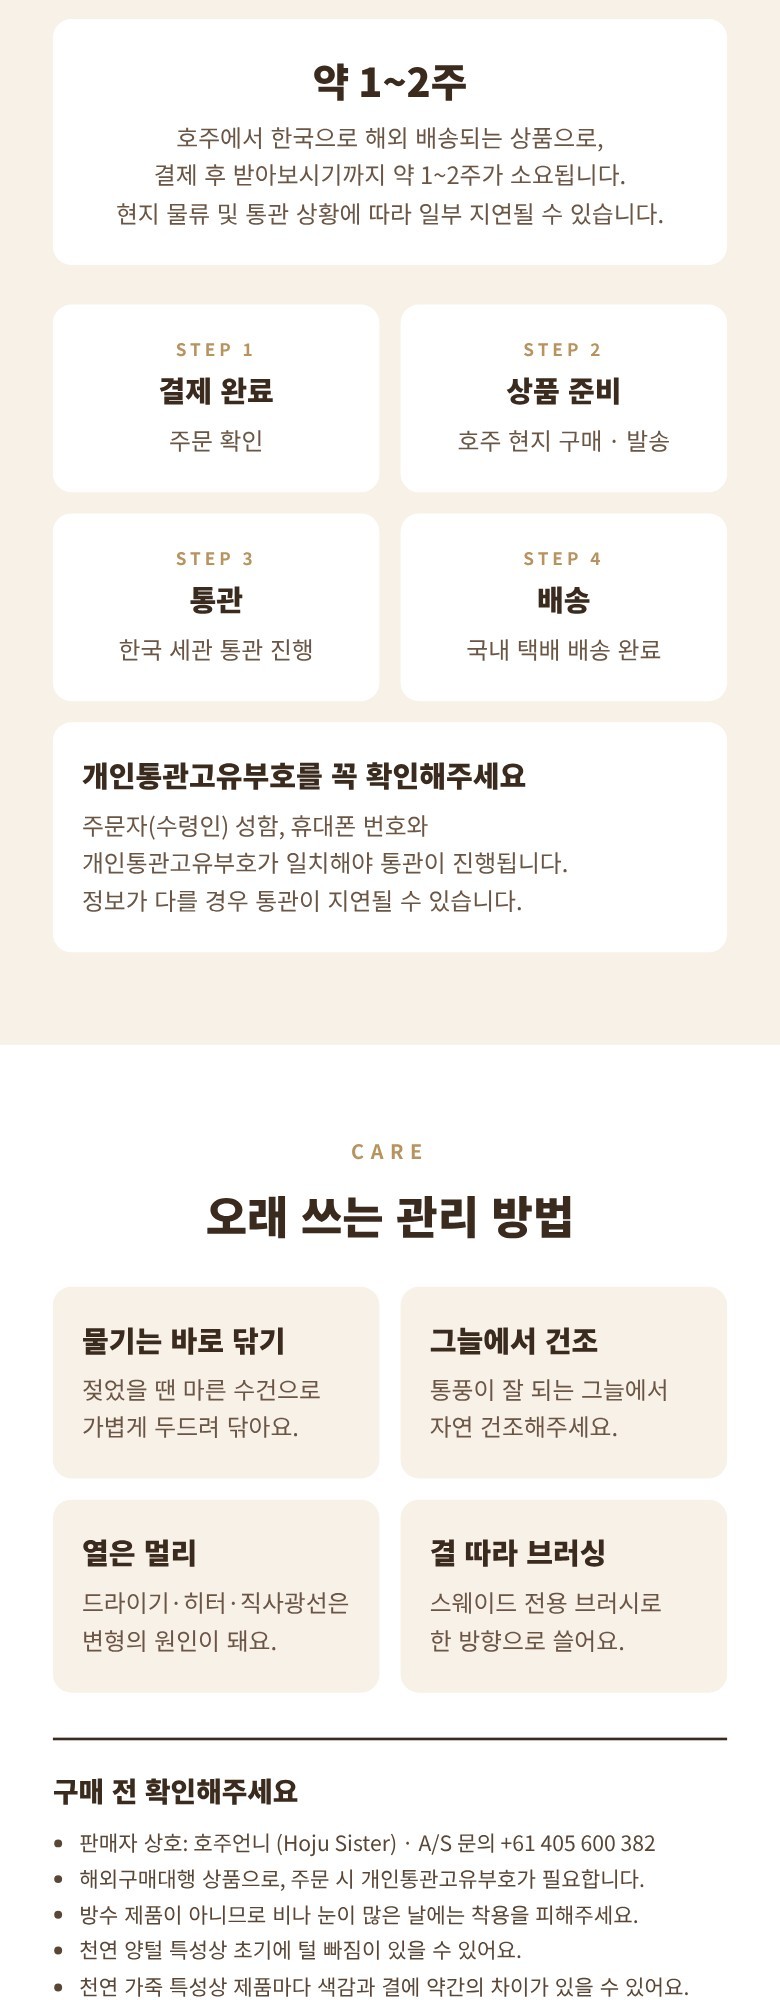 약 1~2주
호주에서 한국으로 해외 배송되는 상품으로,
결제 후 받아보시기까지 약 1~2주가 소요됩니다.
현지 물류 및 통관 상황에 따라 일부 지연될 수 있습니다.
STEP 1
결제 완료
주문 확인
STEP 2
상품 준비
호주 현지 구매 · 발송
STEP 3
통관
한국 세관 통관 진행
STEP 4
배송
국내 택배 배송 완료
개인통관고유부호를 꼭 확인해주세요
주문자(수령인) 성함, 휴대폰 번호와
개인통관고유부호가 일치해야 통관이 진행됩니다.
정보가 다를 경우 통관이 지연될 수 있습니다.
CARE
오래 쓰는 관리 방법
물기는 바로 닦기
젖었을 땐 마른 수건으로
가볍게 두드려 닦아요.
그늘에서 건조
통풍이 잘 되는 그늘에서
자연 건조해주세요.
열은 멀리
드라이기·히터·직사광선은
변형의 원인이 돼요.
결 따라 브러싱
스웨이드 전용 브러시로
한 방향으로 쓸어요.
구매 전 확인해주세요
• 판매자 상호: 호주언니 (Hoju Sister) · A/S 문의 +61 405 600 382
• 해외구매대행 상품으로, 주문 시 개인통관고유부호가 필요합니다.
• 방수 제품이 아니므로 비나 눈이 많은 날에는 착용을 피해주세요.
• 천연 양털 특성상 초기에 털 빠짐이 있을 수 있어요.
• 천연 가죽 특성상 제품마다 색감과 결에 약간의 차이가 있을 수 있어요.